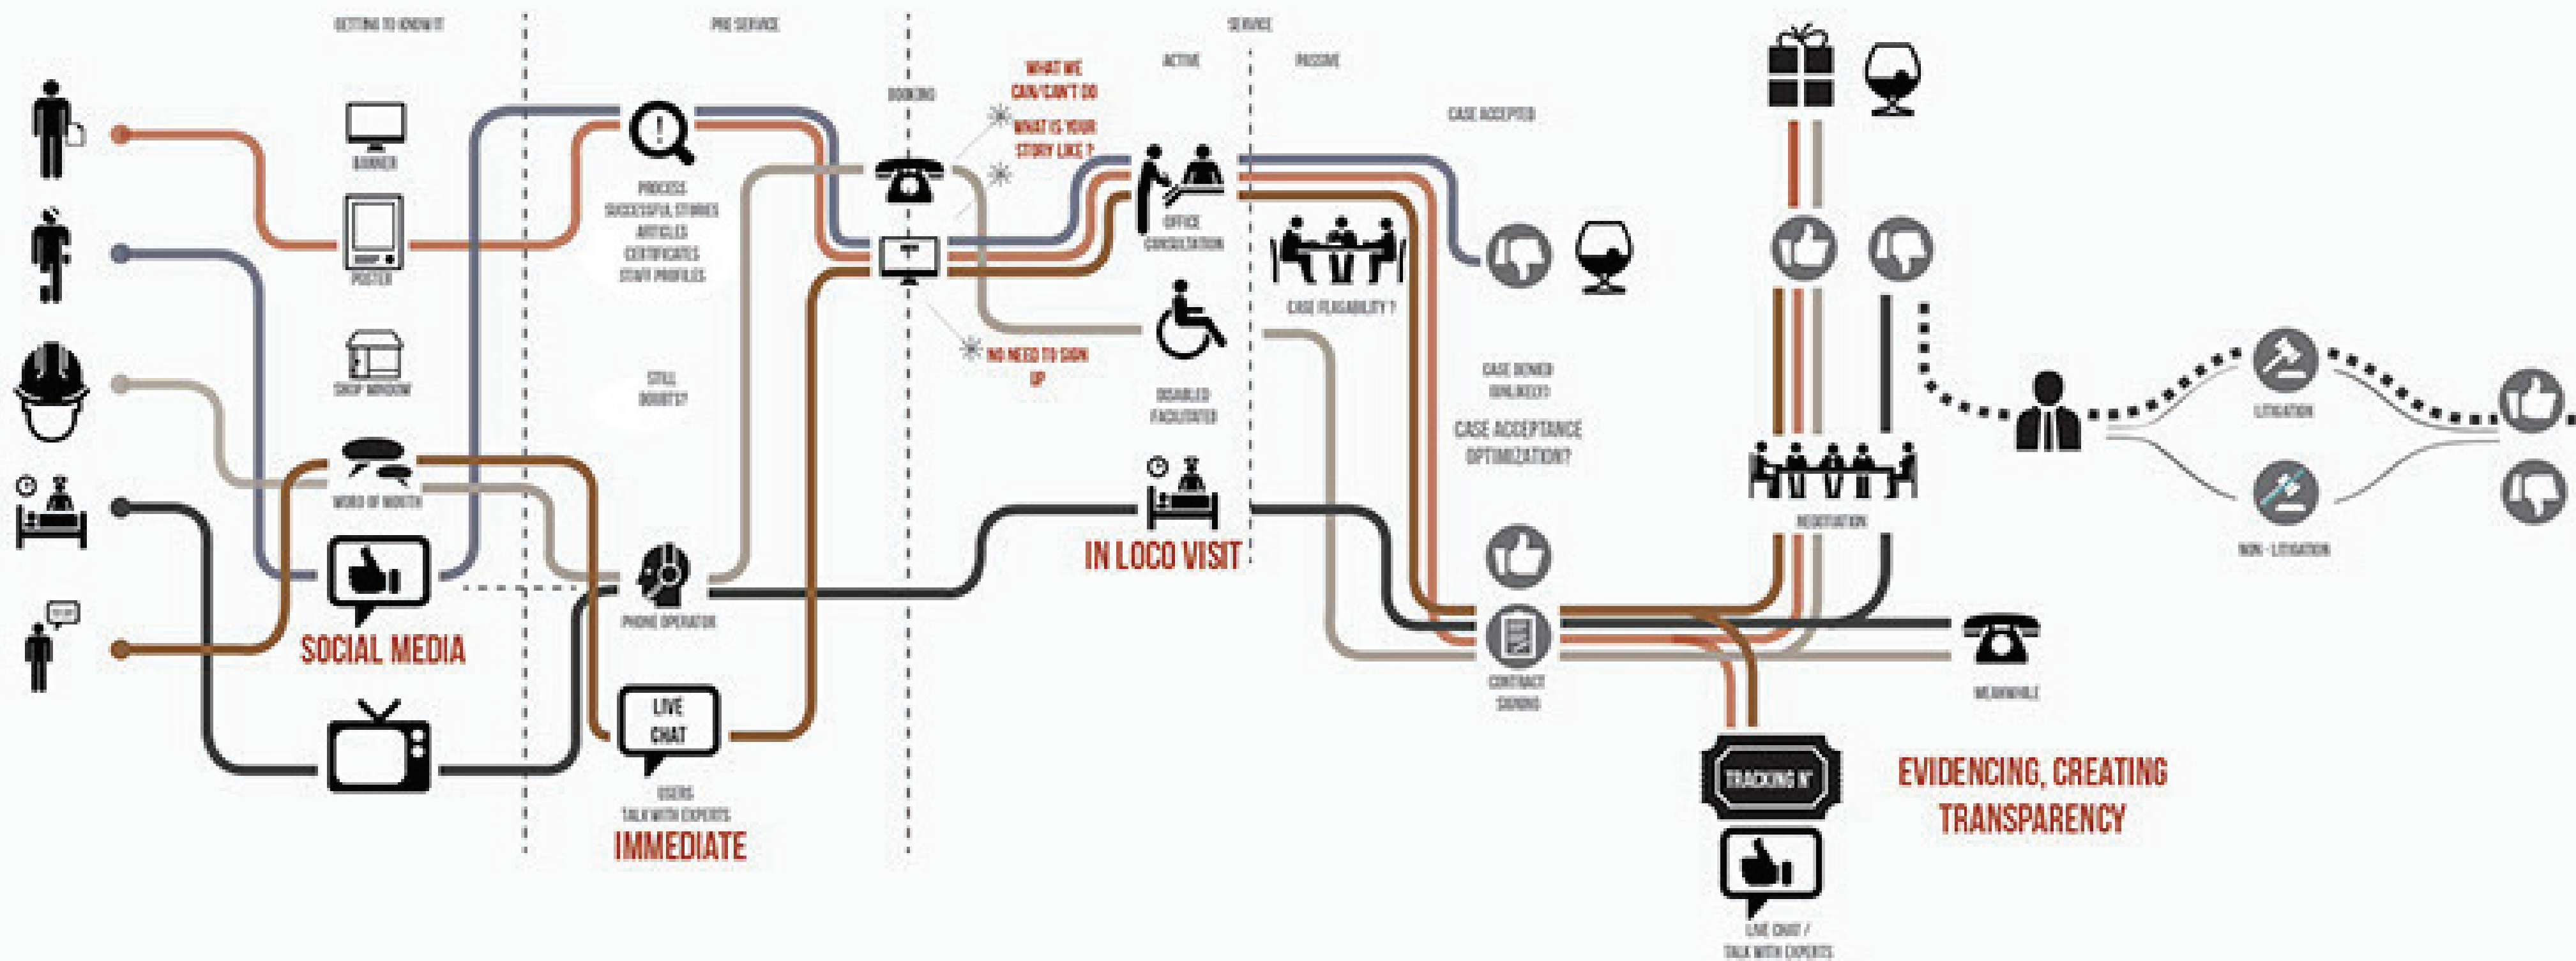 GETTING TO KNOW IT
PRE SERVICE
SERVICE
ACTIVE
PASSIVE
BANNER
POSTER
SHOP WINDOW
WORD OF MOUTH
SOCIAL MEDIA
PROCESS
SUCCESSFUL STORIES
ARTICLES
CERTIFICATES
STAFF PROFILES
STILL
DOUBTS?
PHONE OPERATOR
LIVE
CHAT
USERS
TALK WITH EXPERTS
IMMEDIATE
BOOKING
WHAT WE
CAN/CAN'T DO
WHAT IS YOUR
STORY LIKE ?
NO NEED TO SIGN
UP
OFFICE
CONSULTATION
DISABLED
FACILITATED
IN LOCO VISIT
CASE FEASABILITY ?
CASE ACCEPTED
CASE DENIED
(UNLIKELY)
CASE ACCEPTANCE
OPTIMIZATION?
CONTRACT
SIGNING
NEGOTIATION
MEANWHILE
TRACKING N°
EVIDENCING, CREATING
TRANSPARENCY
LIVE CHAT /
TALK WITH EXPERTS
LITIGATION
NON - LITIGATION